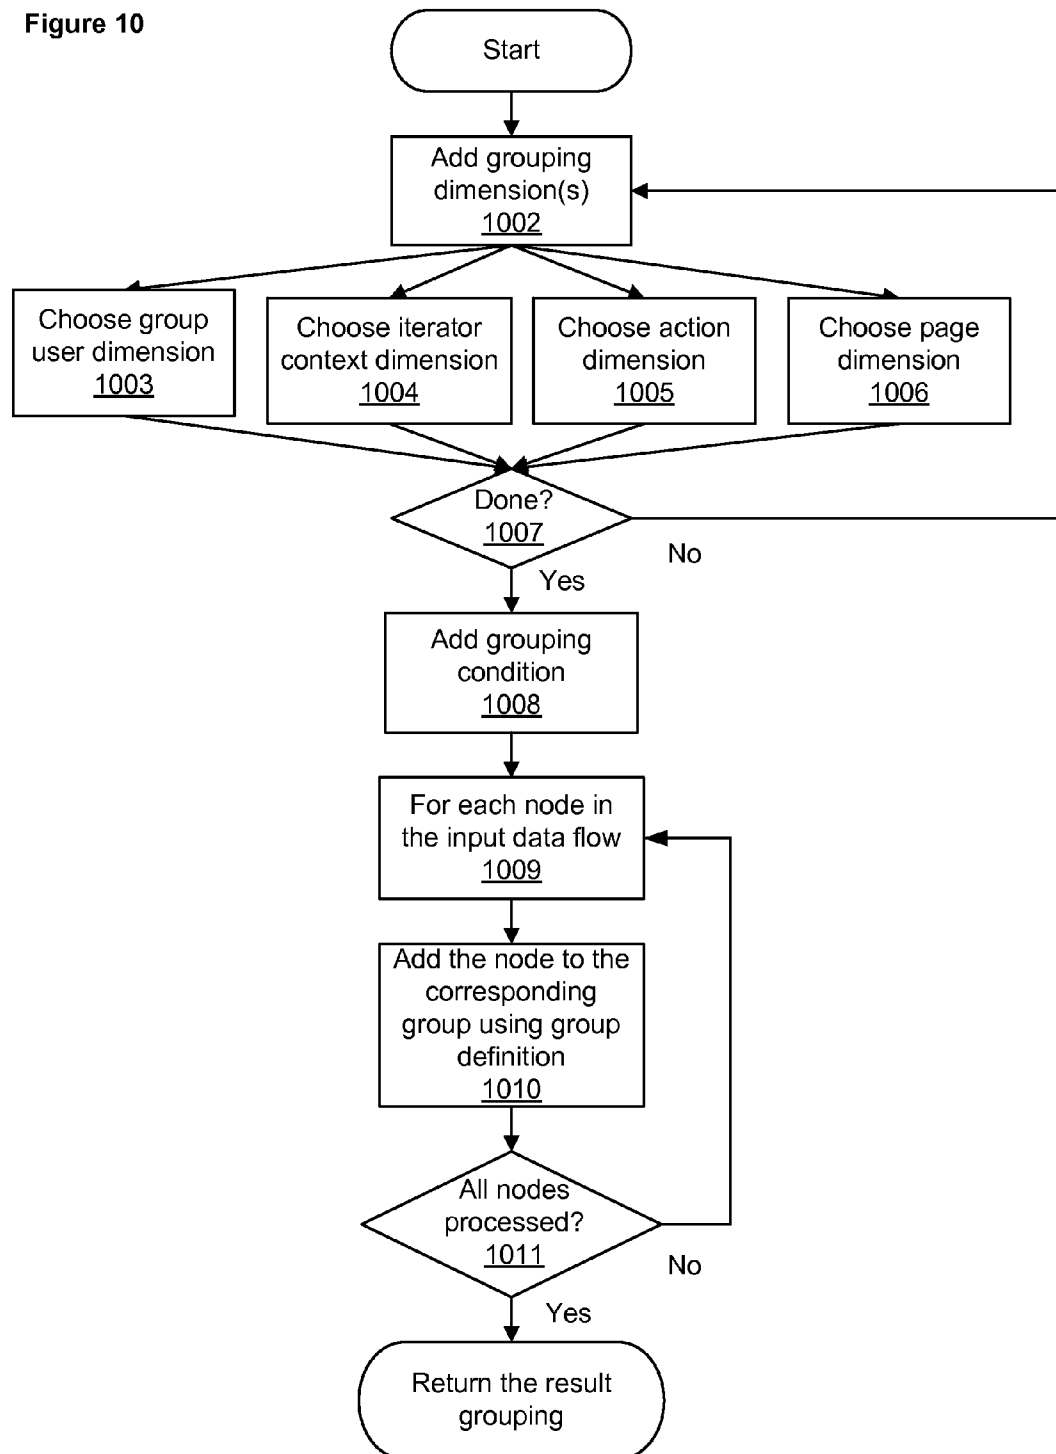 Figure 10
Start
Add grouping
dimension(s)
1002
Choose group
user dimension
1003
Choose iterator
context dimension
1004
Choose action
dimension
1005
Choose page
dimension
1006
Done?
1007
No
Yes
Add grouping
condition
1008
For each node in
the input data flow
1009
Add the node to the
corresponding
group using group
definition
1010
All nodes
processed?
1011
No
Yes
Return the result
grouping